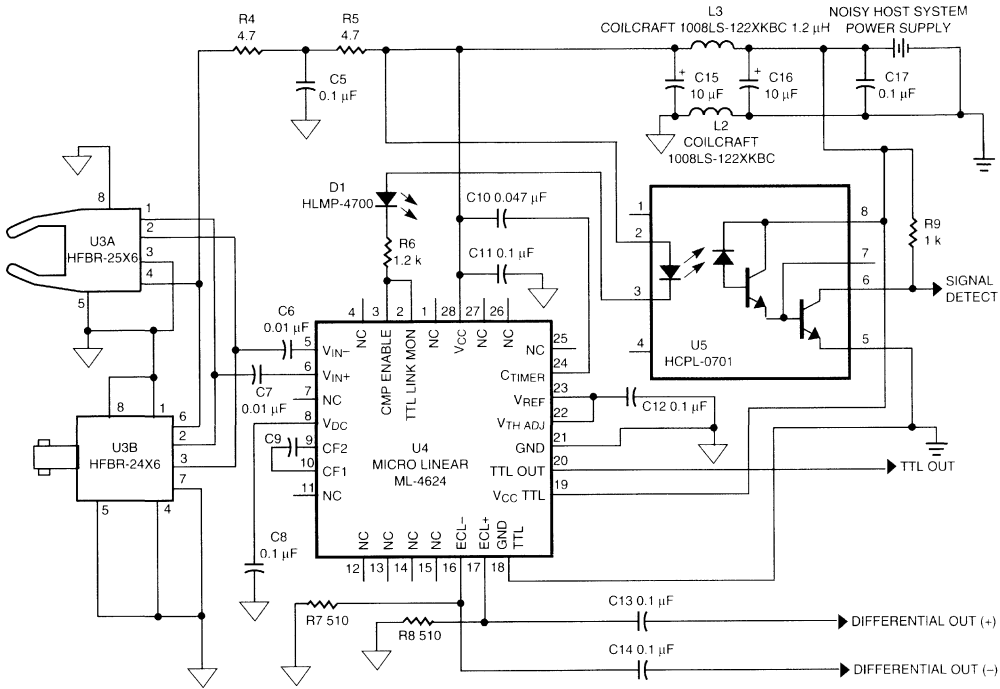 R4
4.7
R5
4.7
C5
0.1 μF
L3
COILCRAFT
1008LS-122XKBC 1.2 μH
NOISY HOST SYSTEM
POWER SUPPLY
+
C15
10 μF
+
C16
10 μF
C17
0.1 μF
L2
COILCRAFT
1008LS-122XKBC
D1
HLMP-4700
R6
1.2 k
C10 0.047 μF
C11 0.1 μF
8
U3A
HFBR-25X6
1
2
3
4
5
1
2
3
4
8
7
6
5
U5
HCPL-0701
R9
1 k
SIGNAL
DETECT
C6
0.01 μF
C7
0.01 μF
4
3
2
1
28
27
26
NC
CMP ENABLE
TTL LINK MON
NC
VCC
NC
NC
5
VIN−
6
VIN+
7
NC
8
VDC
C9
9
CF2
10
CF1
11
NC
U4
MICRO LINEAR
ML-4624
25
NC
24
CTIMER
23
VREF
22
VTH ADJ
21
GND
20
TTL OUT
19
VCC TTL
C12 0.1 μF
TTL OUT
8
1
U3B
HFBR-24X6
6
2
3
7
5
4
C8
0.1 μF
NC
NC
NC
NC
ECL−
ECL+
GND
TTL
12
13
14
15
16
17
18
R7 510
R8 510
C13 0.1 μF
DIFFERENTIAL OUT (+)
C14 0.1 μF
DIFFERENTIAL OUT (−)